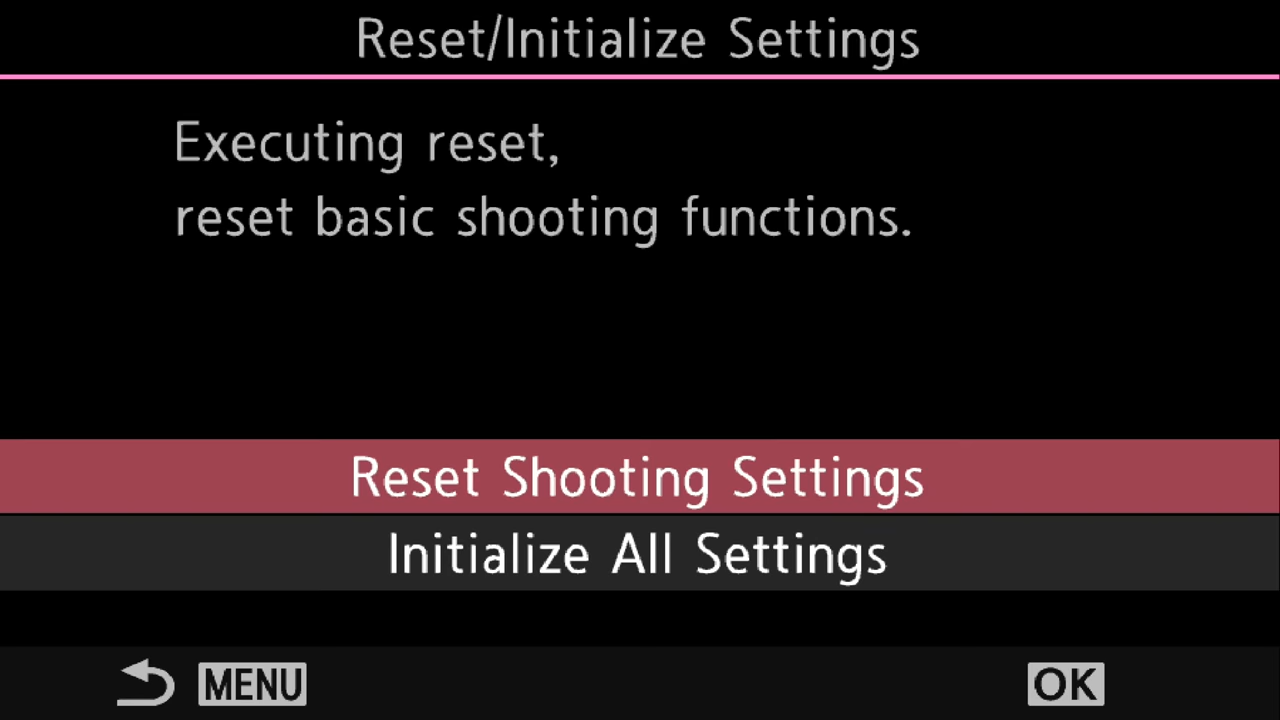 Reset/Initialize Settings
Executing reset,
reset basic shooting functions.
Reset Shooting Settings
Initialize All Settings
MENU OK